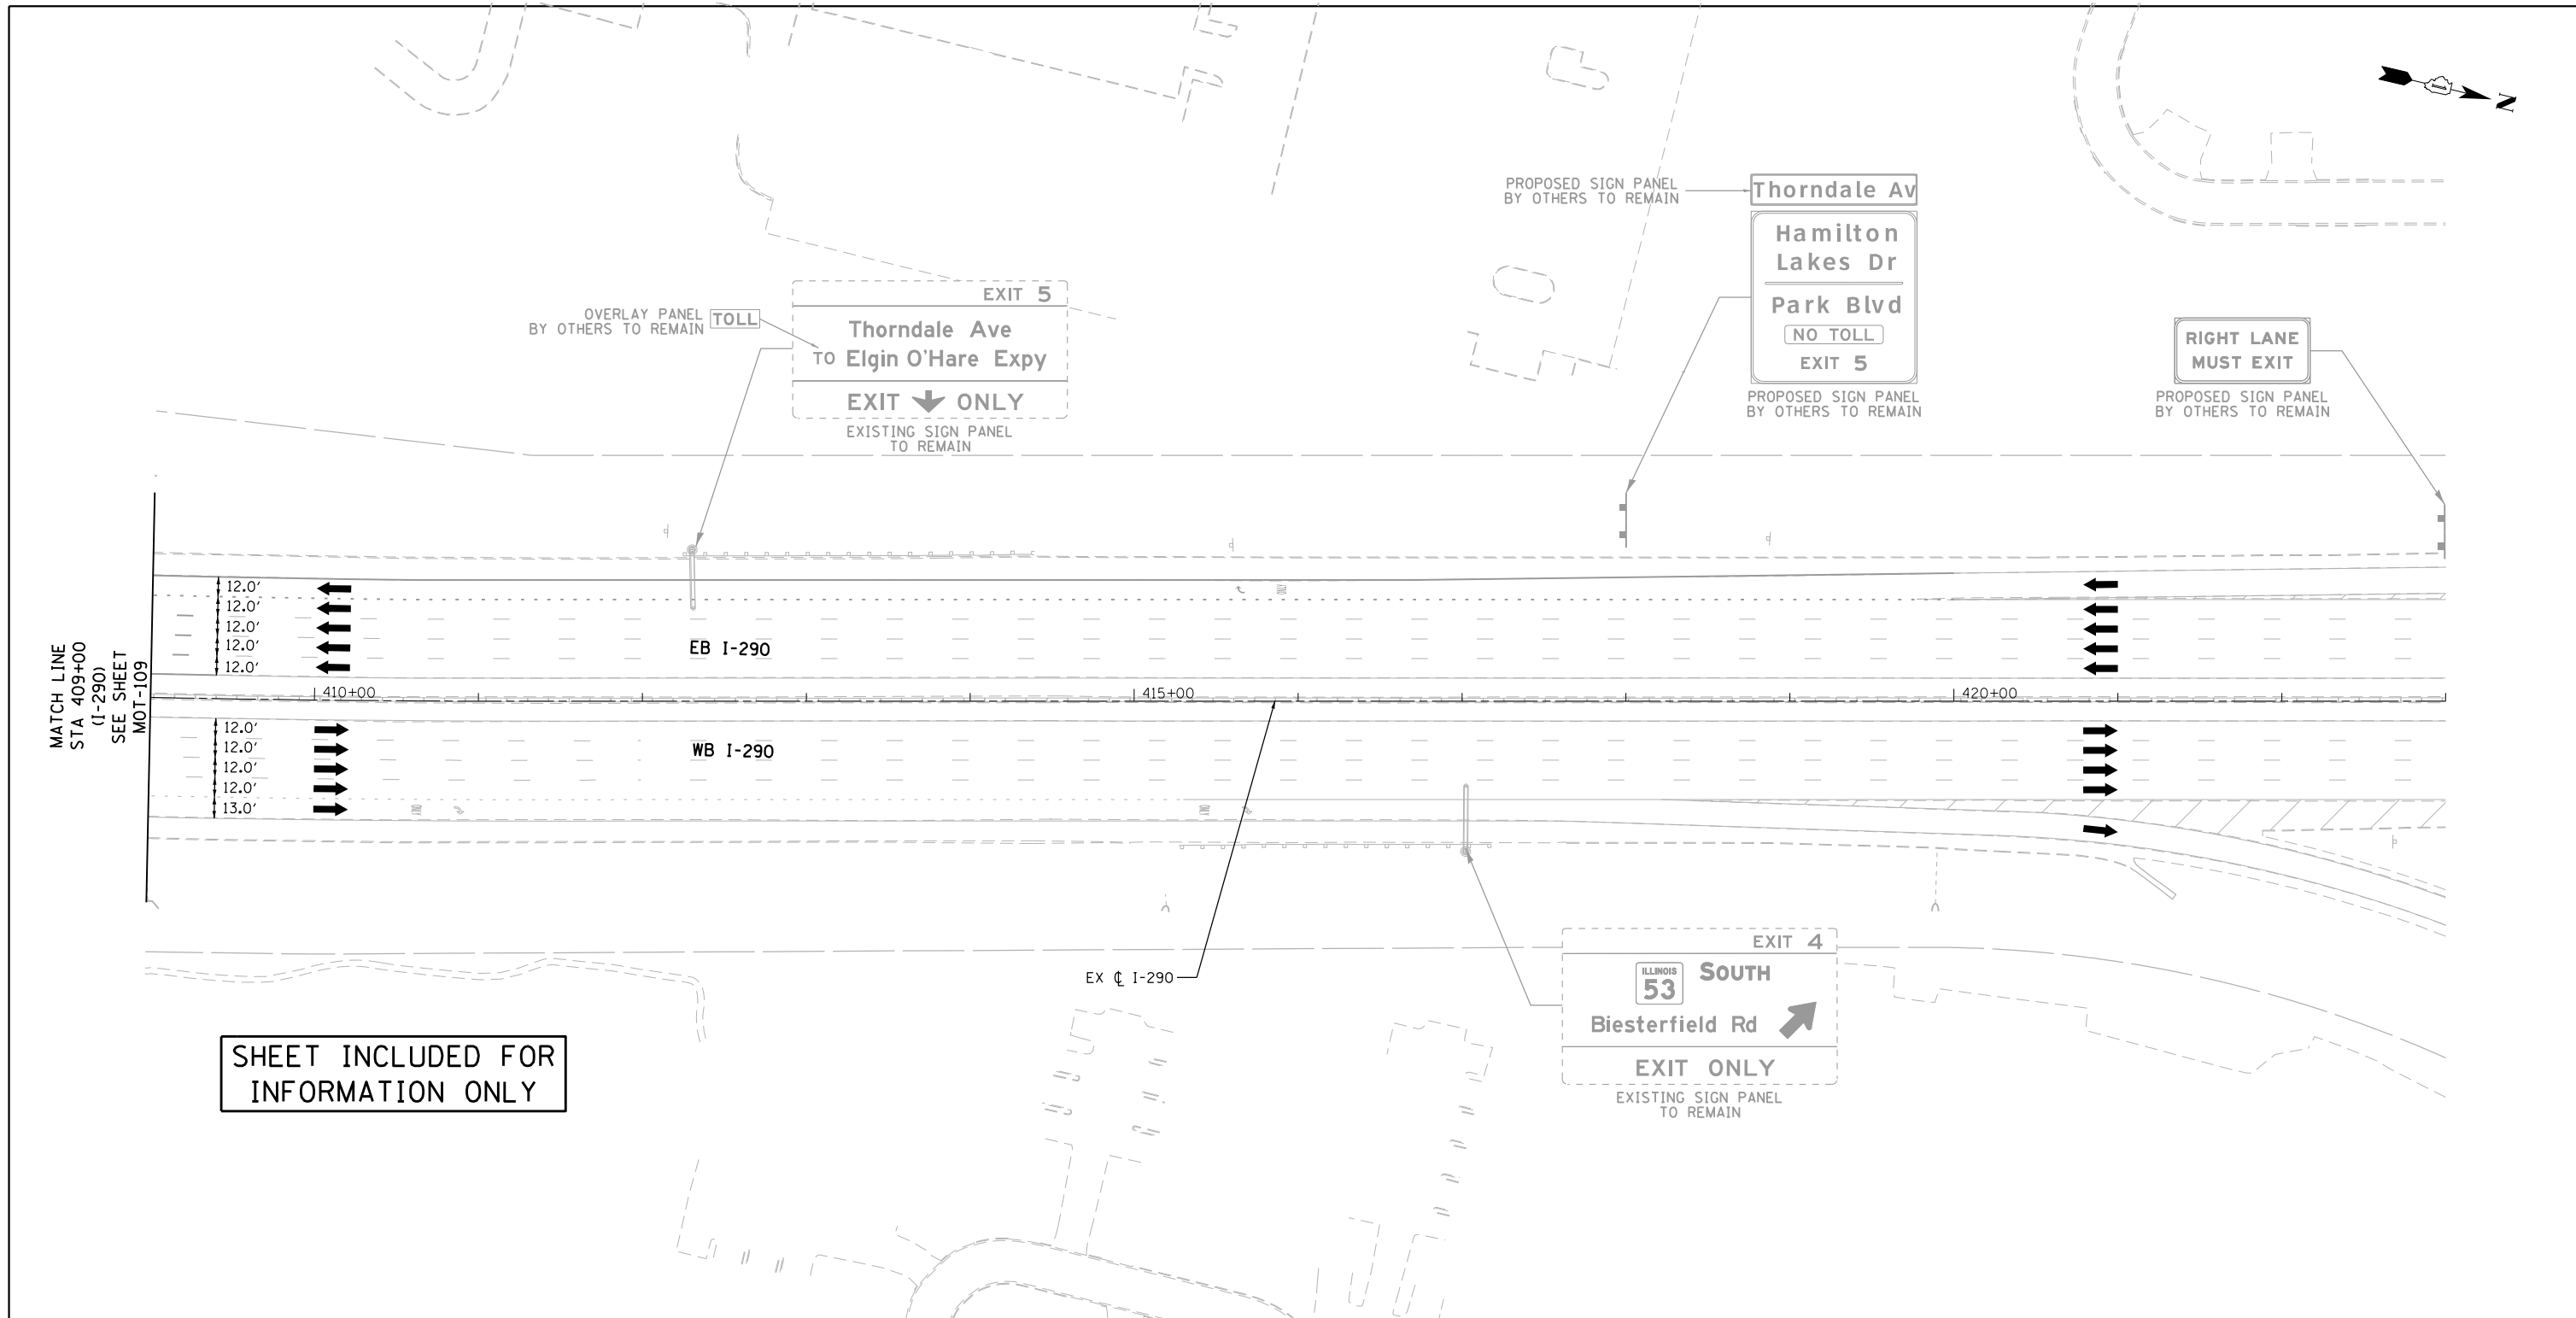 N
PROPOSED SIGN PANEL
BY OTHERS TO REMAIN
Thorndale Av
Hamilton
Lakes Dr
Park Blvd
NO TOLL
EXIT 5
PROPOSED SIGN PANEL
BY OTHERS TO REMAIN
RIGHT LANE
MUST EXIT
PROPOSED SIGN PANEL
BY OTHERS TO REMAIN
OVERLAY PANEL
BY OTHERS TO REMAIN
TOLL
EXIT 5
Thorndale Ave
TO Elgin O'Hare Expy
EXIT ONLY
EXISTING SIGN PANEL
TO REMAIN
MATCH LINE
STA 409+00
(I-290)
SEE SHEET
MOT-109
12.0'
12.0'
12.0'
12.0'
12.0'
ONLY
EB I-290
410+00
415+00
420+00
12.0'
12.0'
12.0'
12.0'
13.0'
WB I-290
ONLY
ONLY
EX ℄ I-290
EXIT 4
ILLINOIS
53
SOUTH
Biesterfield Rd
EXIT ONLY
EXISTING SIGN PANEL
TO REMAIN
SHEET INCLUDED FOR
INFORMATION ONLY